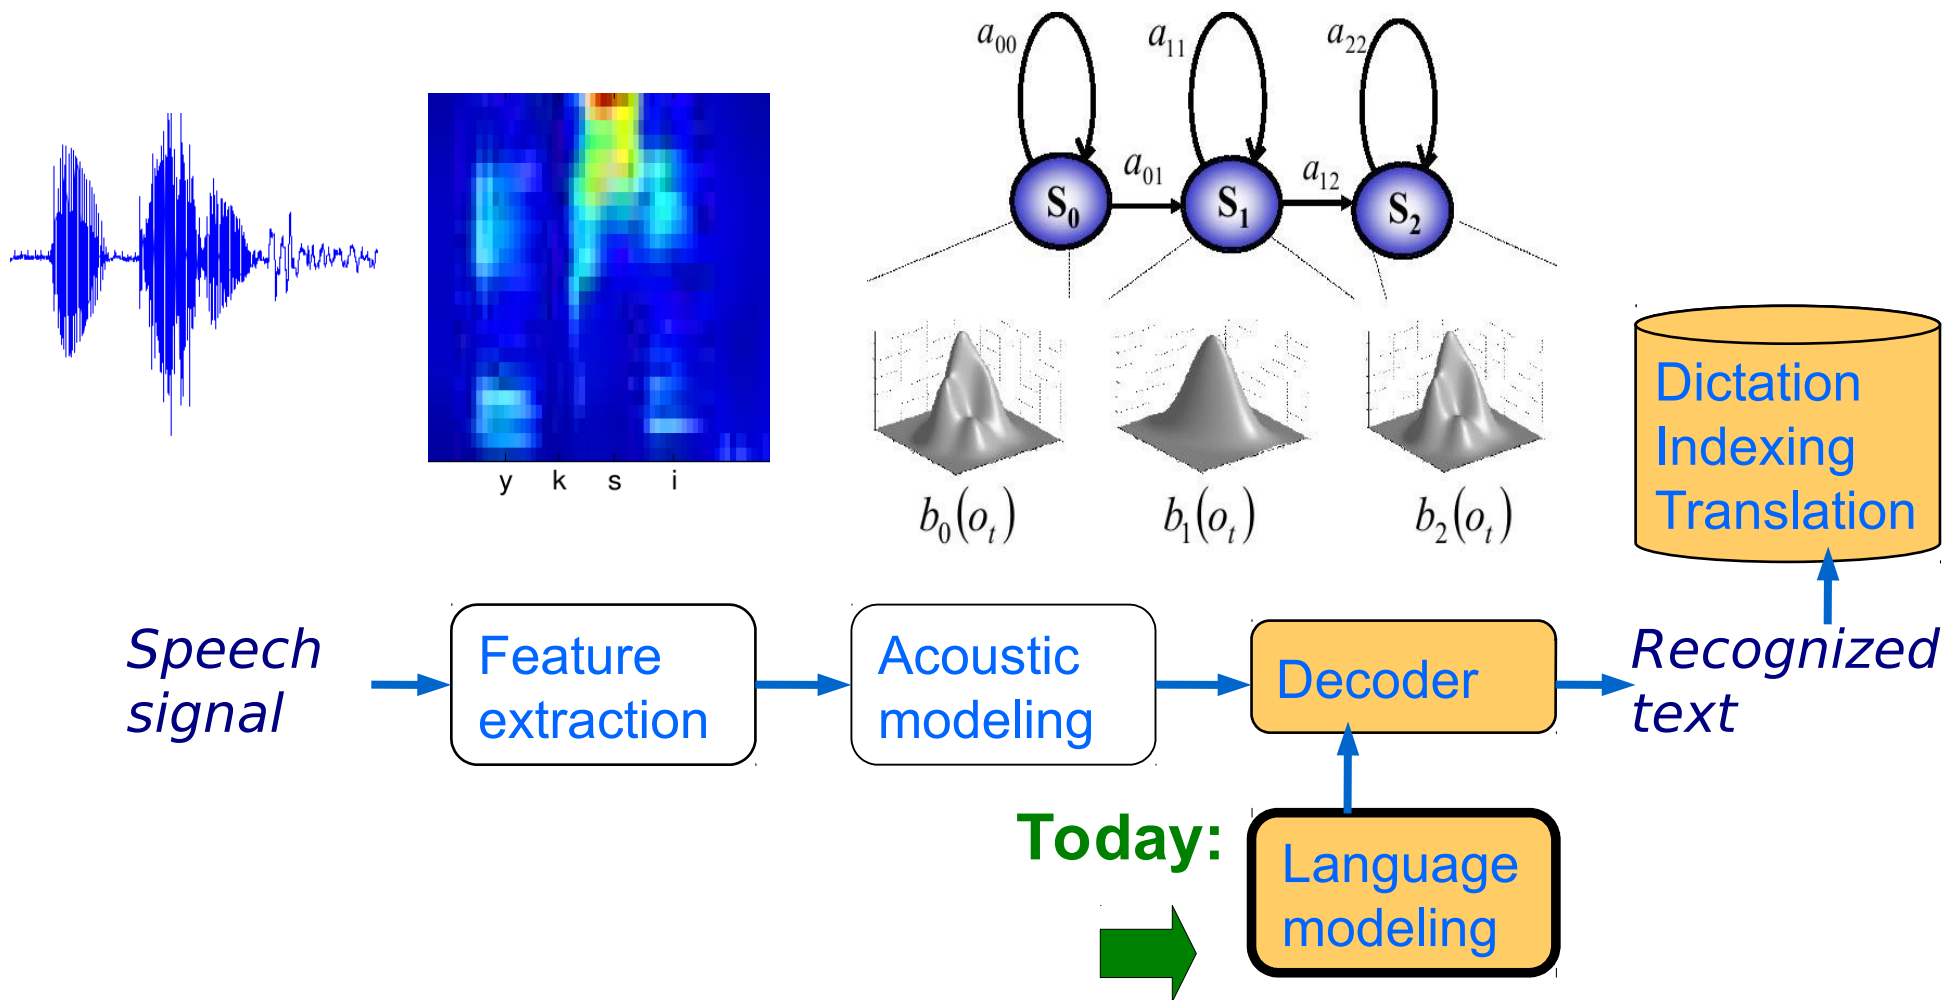 a₀₀ a₁₁ a₂₂
a₀₁ a₁₂
S₀ S₁ S₂
y k s i
b₀(oₜ) b₁(oₜ) b₂(oₜ)
Dictation
Indexing
Translation
Speech
signal
Feature
extraction
Acoustic
modeling
Decoder
Recognized
text
Today:
Language
modeling